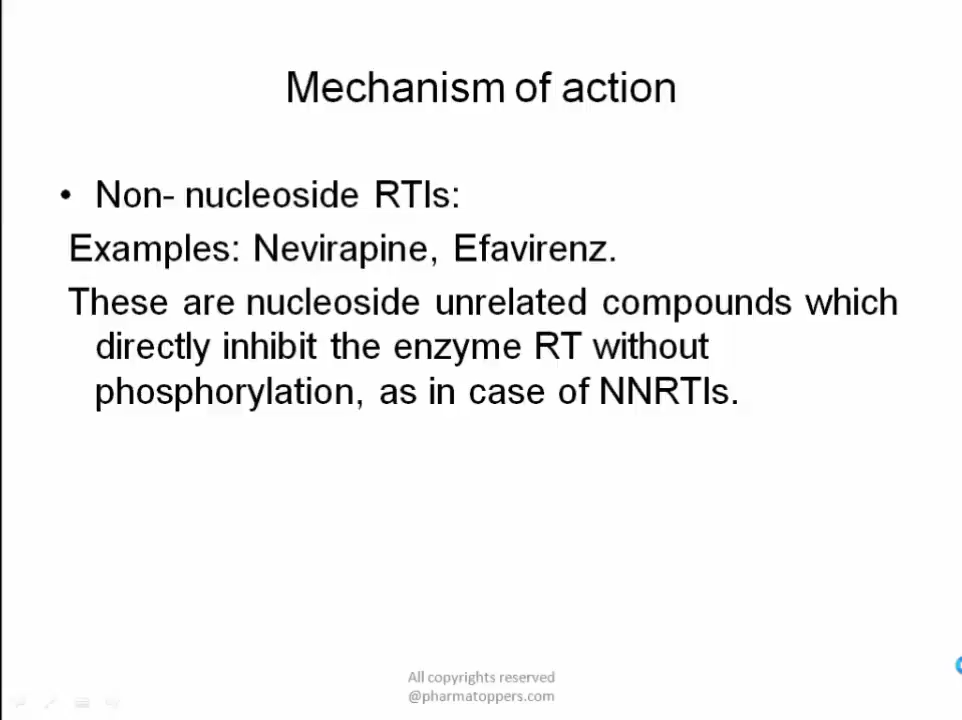 Mechanism of action
• Non- nucleoside RTIs:
Examples: Nevirapine, Efavirenz.
These are nucleoside unrelated compounds which
directly inhibit the enzyme RT without
phosphorylation, as in case of NNRTIs.
All copyrights reserved
@pharmatoppers.com